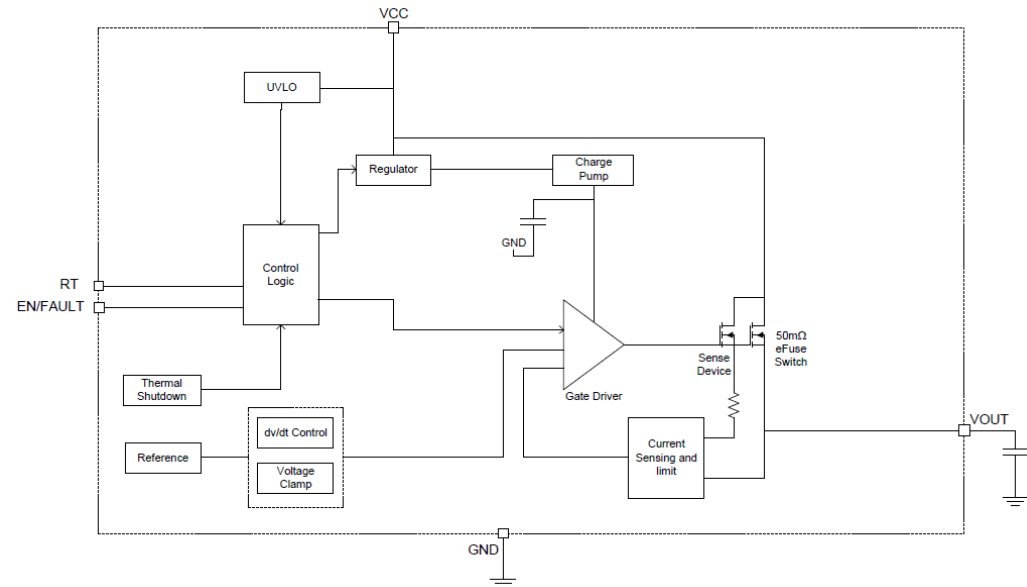 VCC
UVLO
Regulator
Charge
Pump
GND
Control
Logic
RT
EN/FAULT
50mΩ
eFuse
Switch
Sense
Device
Gate Driver
Thermal
Shutdown
dv/dt Control
Reference
Voltage
Clamp
Current
Sensing and
limit
VOUT
GND